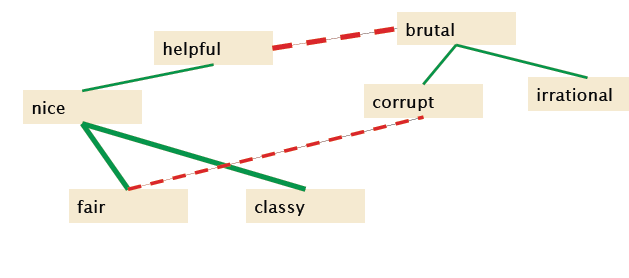 brutal
helpful
irrational
corrupt
nice
fair
classy